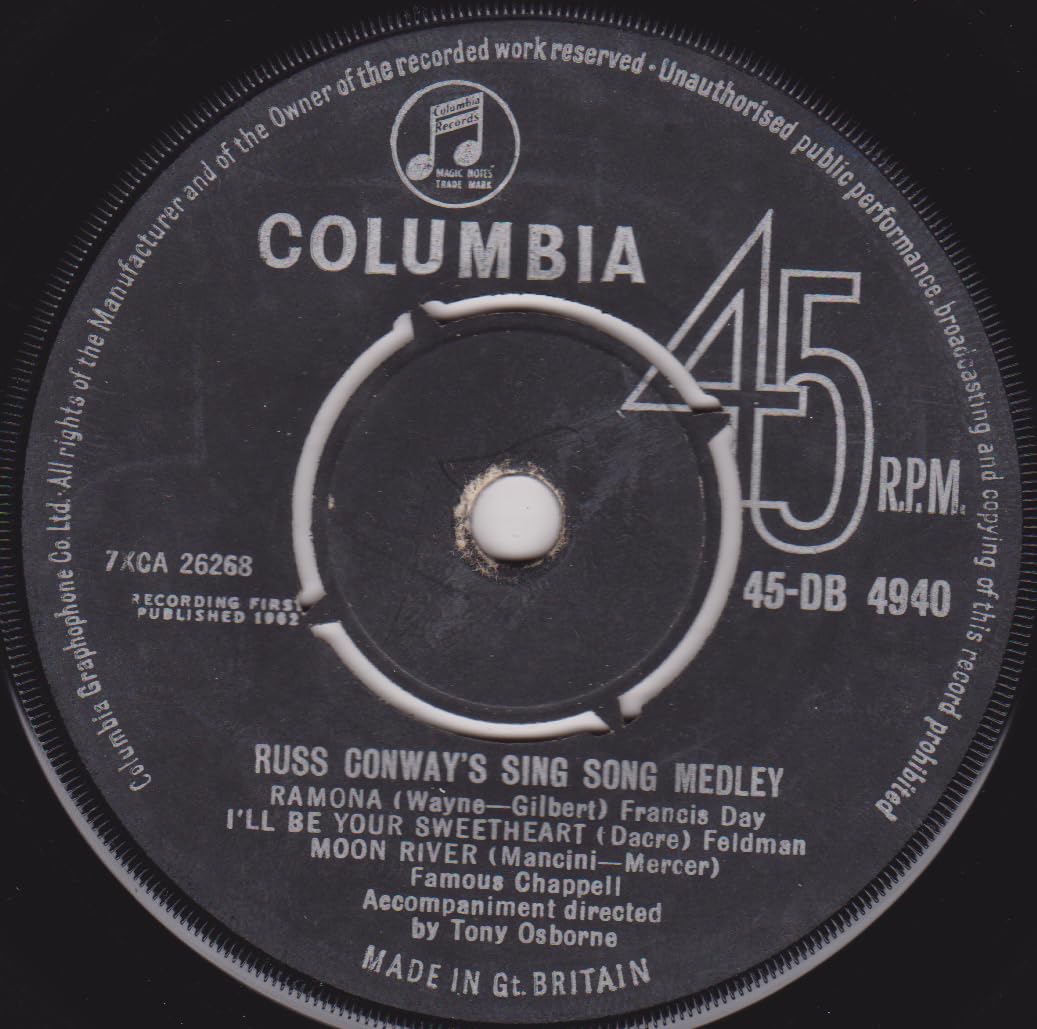 Columbia Graphophone Co. Ltd. · All rights of the Manufacturer and of the Owner of the recorded work reserved · Unauthorised public performance, broadcasting and copying of this record prohibited
Columbia
Records
MAGIC NOTES
TRADE MARK
COLUMBIA
45
R.P.M.
7XCA 26268
RECORDING FIRST
PUBLISHED 1962
45-DB 4940
RUSS CONWAY'S SING SONG MEDLEY
RAMONA (Wayne—Gilbert) Francis Day
I'LL BE YOUR SWEETHEART (Dacre) Feldman
MOON RIVER (Mancini—Mercer)
Famous Chappell
Accompaniment directed
by Tony Osborne
MADE IN Gt. BRITAIN